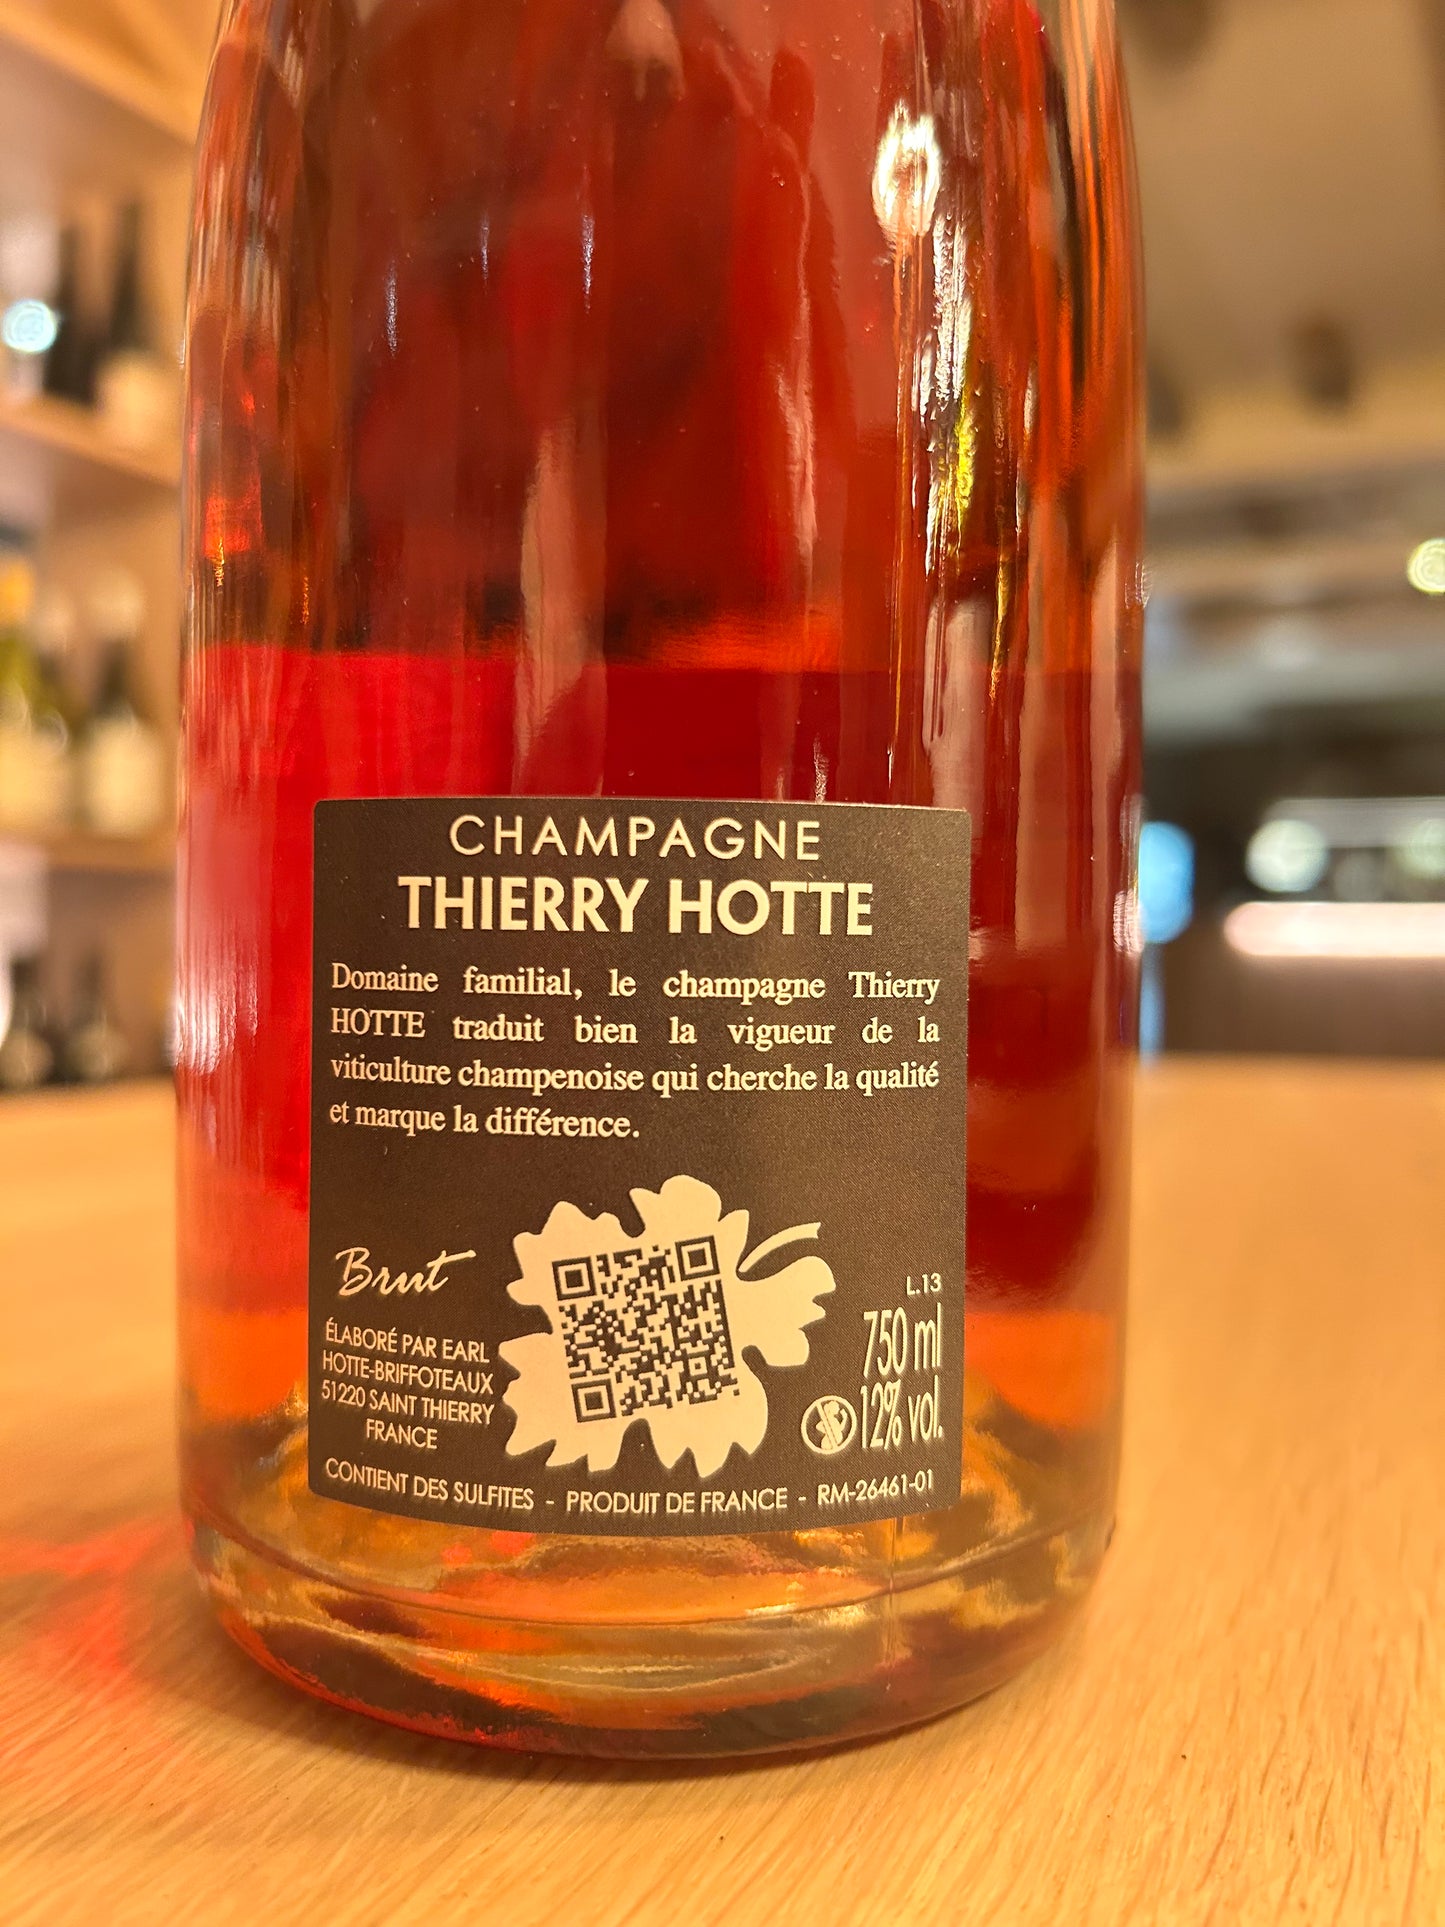 CHAMPAGNE
THIERRY HOTTE
Domaine familial, le champagne Thierry
HOTTE traduit bien la vigueur de la
viticulture champenoise qui cherche la qualité
et marque la différence.
Brut
ÉLABORÉ PAR EARL
HOTTE-BRIFFOTEAUX
51220 SAINT THIERRY
FRANCE
L.13
750 ml
12% vol.
CONTIENT DES SULFITES - PRODUIT DE FRANCE - RM-26461-01